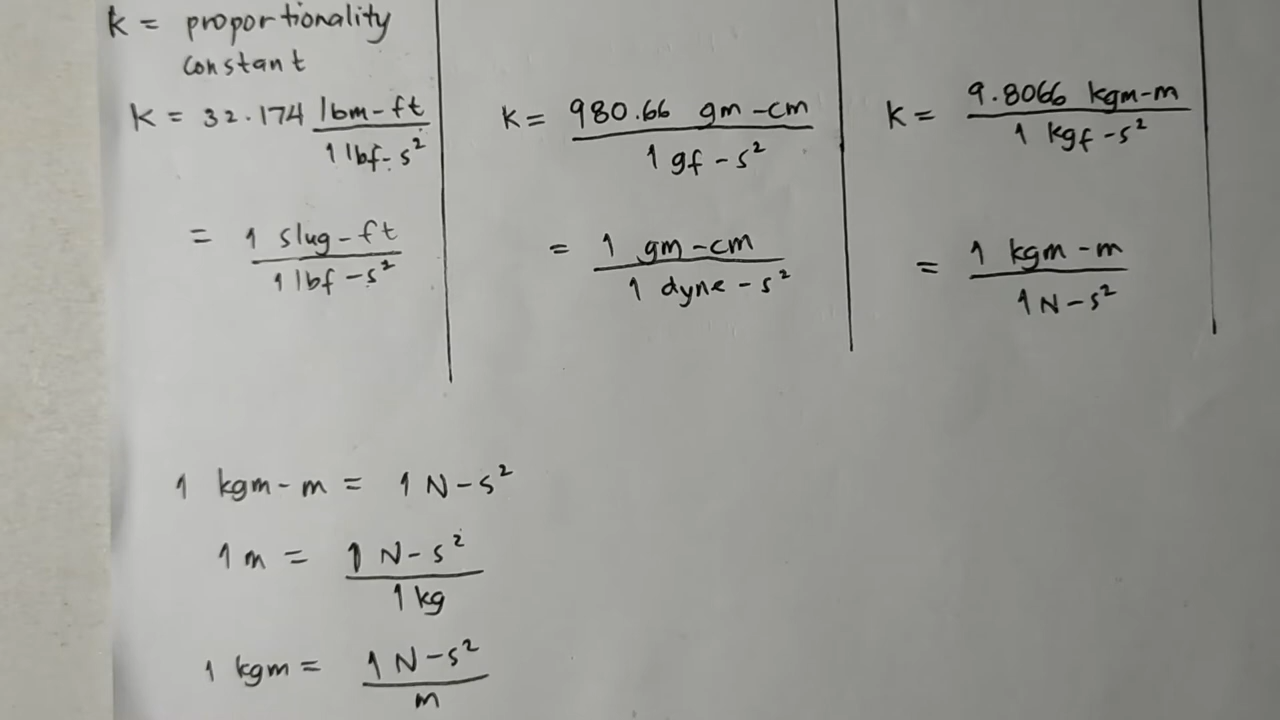 k = proportionality
constant
k = 32.174 lbm-ft / 1 lbf-s²
= 1 slug-ft / 1 lbf-s²
k = 980.66 gm-cm / 1 gf-s²
= 1 gm-cm / 1 dyne-s²
k = 9.8066 kgm-m / 1 kgf-s²
= 1 kgm-m / 1 N-s²
1 kgm-m = 1 N-s²
1 m = 1 N-s² / 1 kg
1 kgm = 1 N-s² / m